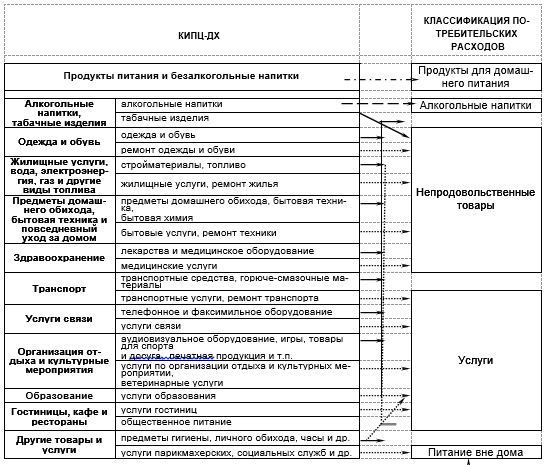 КИПЦ-ДХ
КЛАССИФИКАЦИЯ ПО-
ТРЕБИТЕЛЬСКИХ
РАСХОДОВ
Продукты питания и безалкогольные напитки
Продукты для домаш-
него питания
Алкогольные
напитки,
табачные изделия
алкогольные напитки
Алкогольные напитки
табачные изделия
Одежда и обувь
одежда и обувь
ремонт одежды и обуви
Жилищные услуги,
вода, электроэнер-
гия, газ и другие
виды топлива
стройматериалы, топливо
жилищные услуги, ремонт жилья
Непродовольственные
товары
Предметы домаш-
него обихода,
бытовая техника и
повседневный
уход за домом
предметы домашнего обихода, бытовая техни-
ка,
бытовая химия
бытовые услуги, ремонт техники
Здравоохранение
лекарства и медицинское оборудование
медицинские услуги
Транспорт
транспортные средства, горюче-смазочные ма-
териалы
транспортные услуги, ремонт транспорта
Услуги связи
телефонное и факсимильное оборудование
услуги связи
Организация от-
дыха и культурные
мероприятия
аудиовизуальное оборудование, игры, товары
для спорта
и досуга, печатная продукция и т.п.
услуги по организации отдыха и культурных ме-
роприятий,
ветеринарные услуги
Услуги
Образование
услуги образования
Гостиницы, кафе и
рестораны
услуги гостиниц
общественное питание
Другие товары и
услуги
предметы гигиены, личного обихода, часы и др.
услуги парикмахерских, социальных служб и др.
Питание вне дома